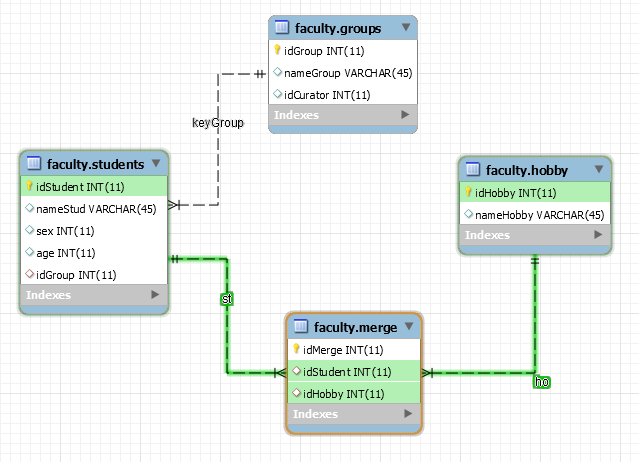 faculty.groups
idGroup INT(11)
nameGroup VARCHAR(45)
idCurator INT(11)
Indexes
keyGroup
faculty.students
idStudent INT(11)
nameStud VARCHAR(45)
sex INT(11)
age INT(11)
idGroup INT(11)
Indexes
faculty.hobby
idHobby INT(11)
nameHobby VARCHAR(45)
st
faculty.merge
idMerge INT(11)
idStudent INT(11)
idHobby INT(11)
Indexes
ho